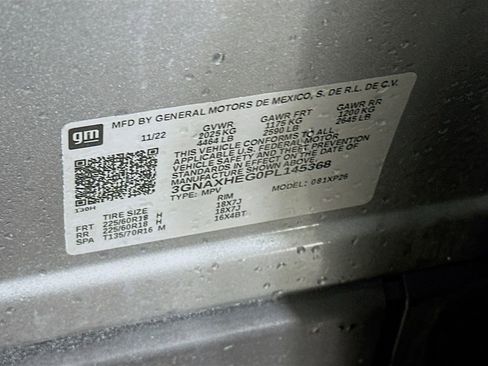 gm
MFD BY GENERAL MOTORS DE MEXICO, S. DE R.L. DE C.V.
11/22 GVWR GAWR FRT GAWR RR
2025 KG 1175 KG 1200 KG
4464 LB 2590 LB 2645 LB
THIS VEHICLE CONFORMS TO ALL
APPLICABLE U.S. FEDERAL MOTOR
VEHICLE SAFETY AND THEFT PREVENTION
STANDARDS IN EFFECT ON THE DATE OF
MANUFACTURE SHOWN ABOVE.
3GNAXHEG0PL145368
TYPE: MPV MODEL: 081XP26
139H
TIRE SIZE RIM
FRT 225/60R18 H 18X7J
RR 225/60R18 H 18X7J
SPA T135/70R16 M 16X4BT